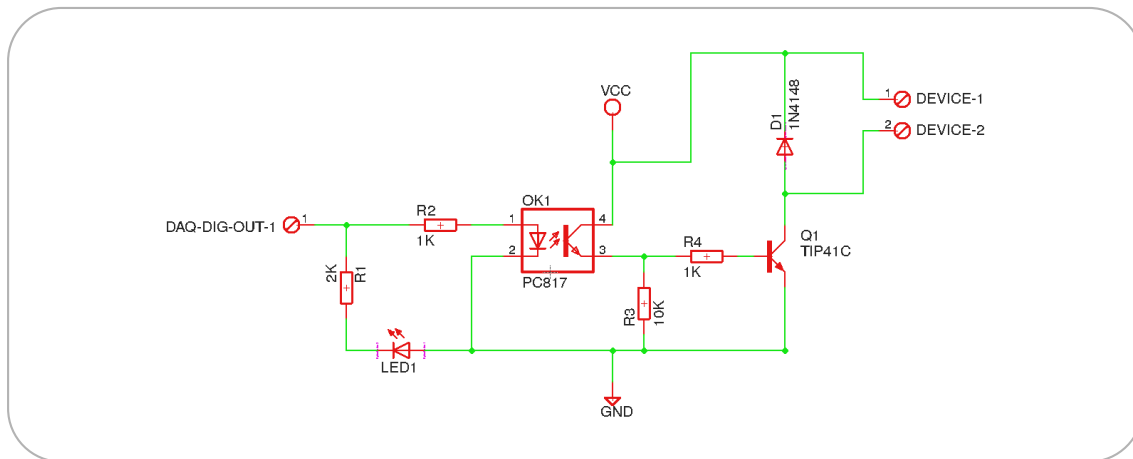 VCC
D1
1N4148
1
DEVICE-1
2
DEVICE-2
OK1
DAQ-DIG-OUT-1
1
R2
1K
1
4
2
3
PC817
R4
1K
Q1
TIP41C
2K
R1
R3
10K
LED1
GND